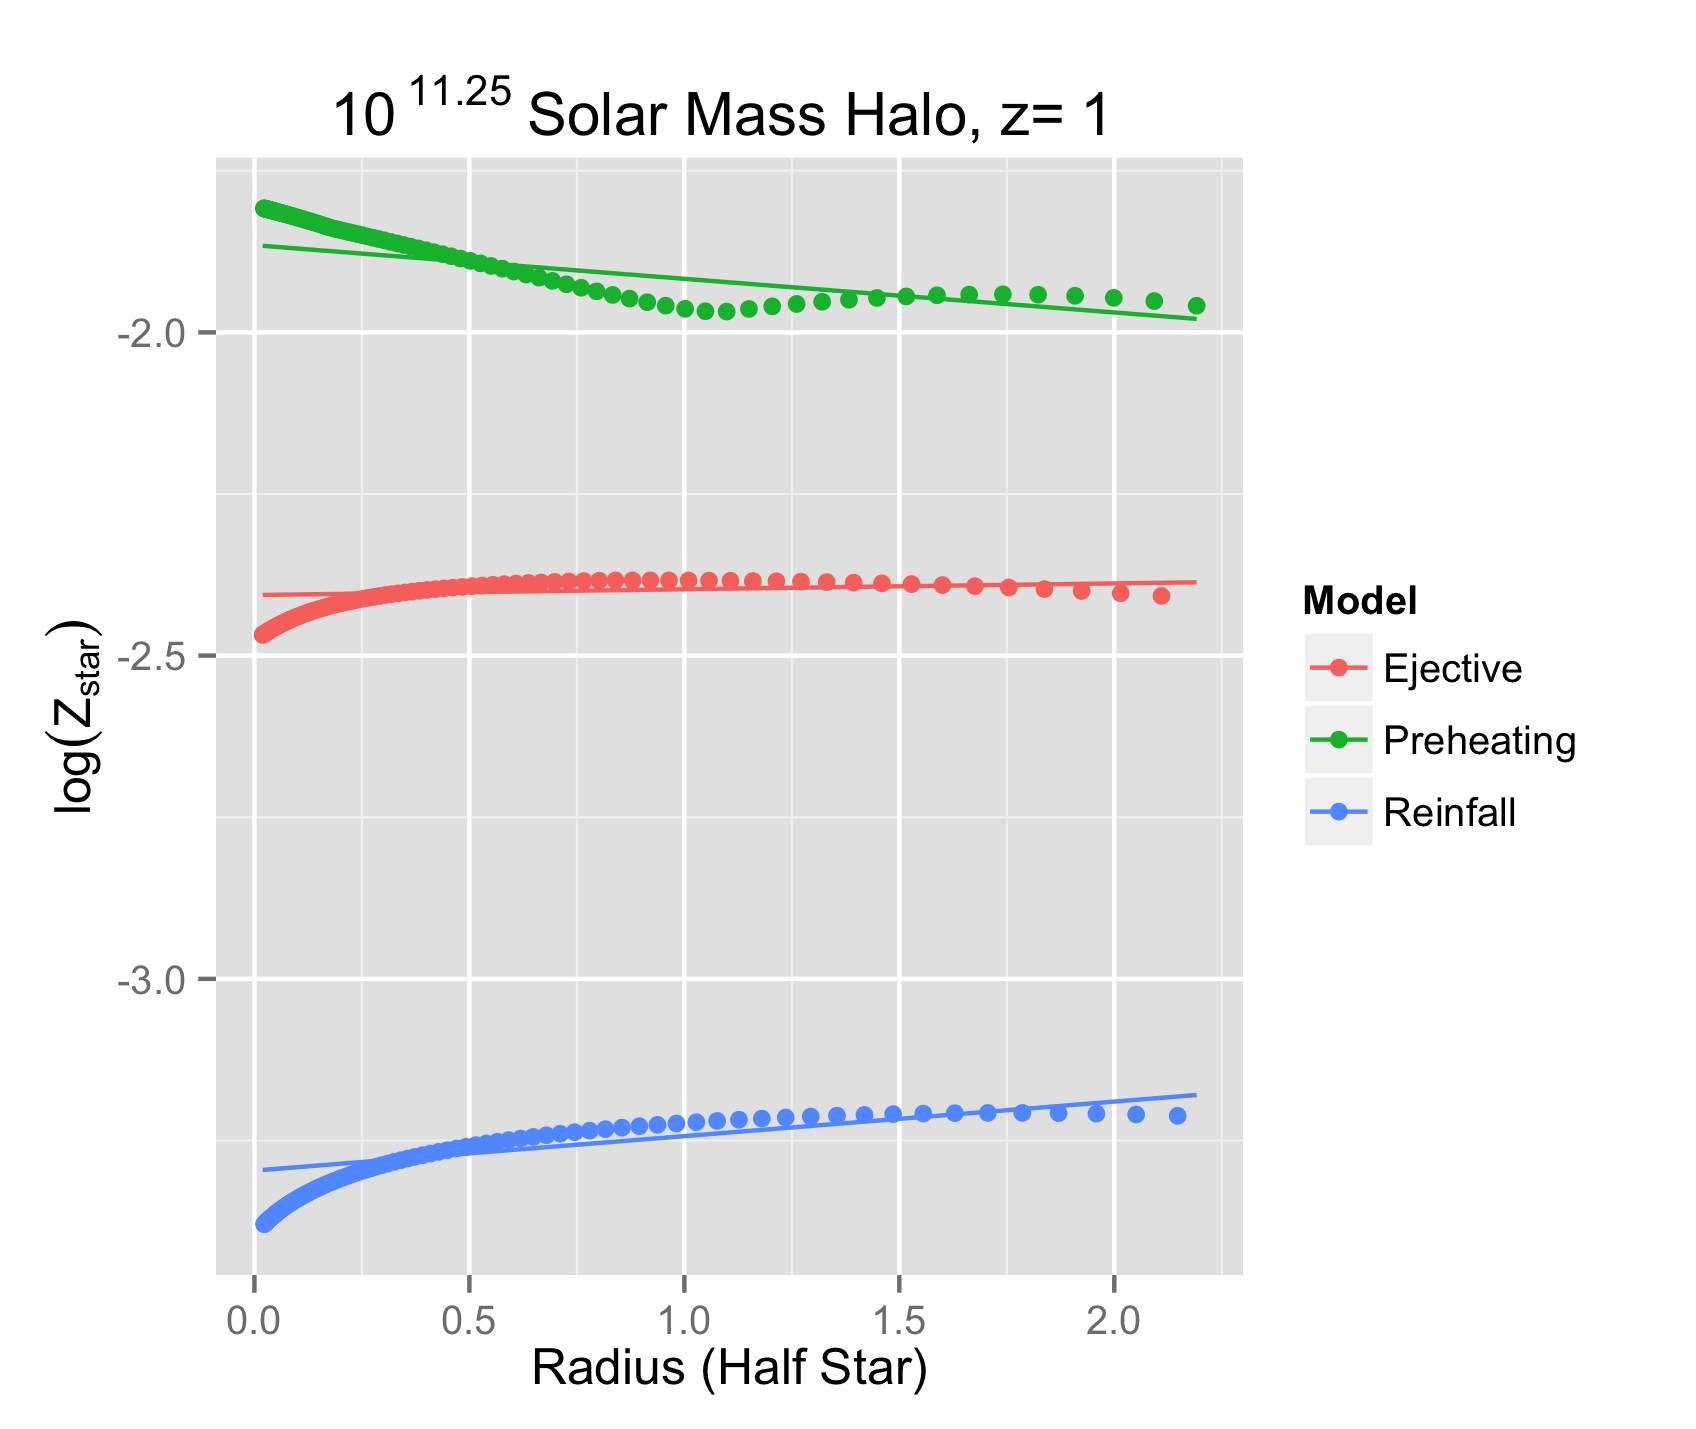 10 11.25 Solar Mass Halo, z= 1
log(Zstar)
-2.0
-2.5
-3.0
0.0 0.5 1.0 1.5 2.0
Radius (Half Star)
Model
Ejective
Preheating
Reinfall